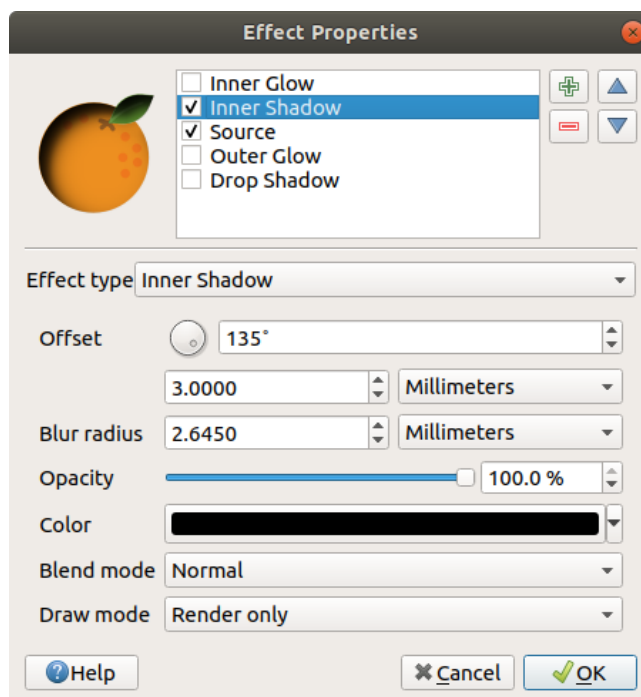 Effect Properties
Inner Glow
Inner Shadow
Source
Outer Glow
Drop Shadow
Effect type Inner Shadow
Offset 135°
3.0000 Millimeters
Blur radius 2.6450 Millimeters
Opacity 100.0 %
Color
Blend mode Normal
Draw mode Render only
?Help Cancel OK